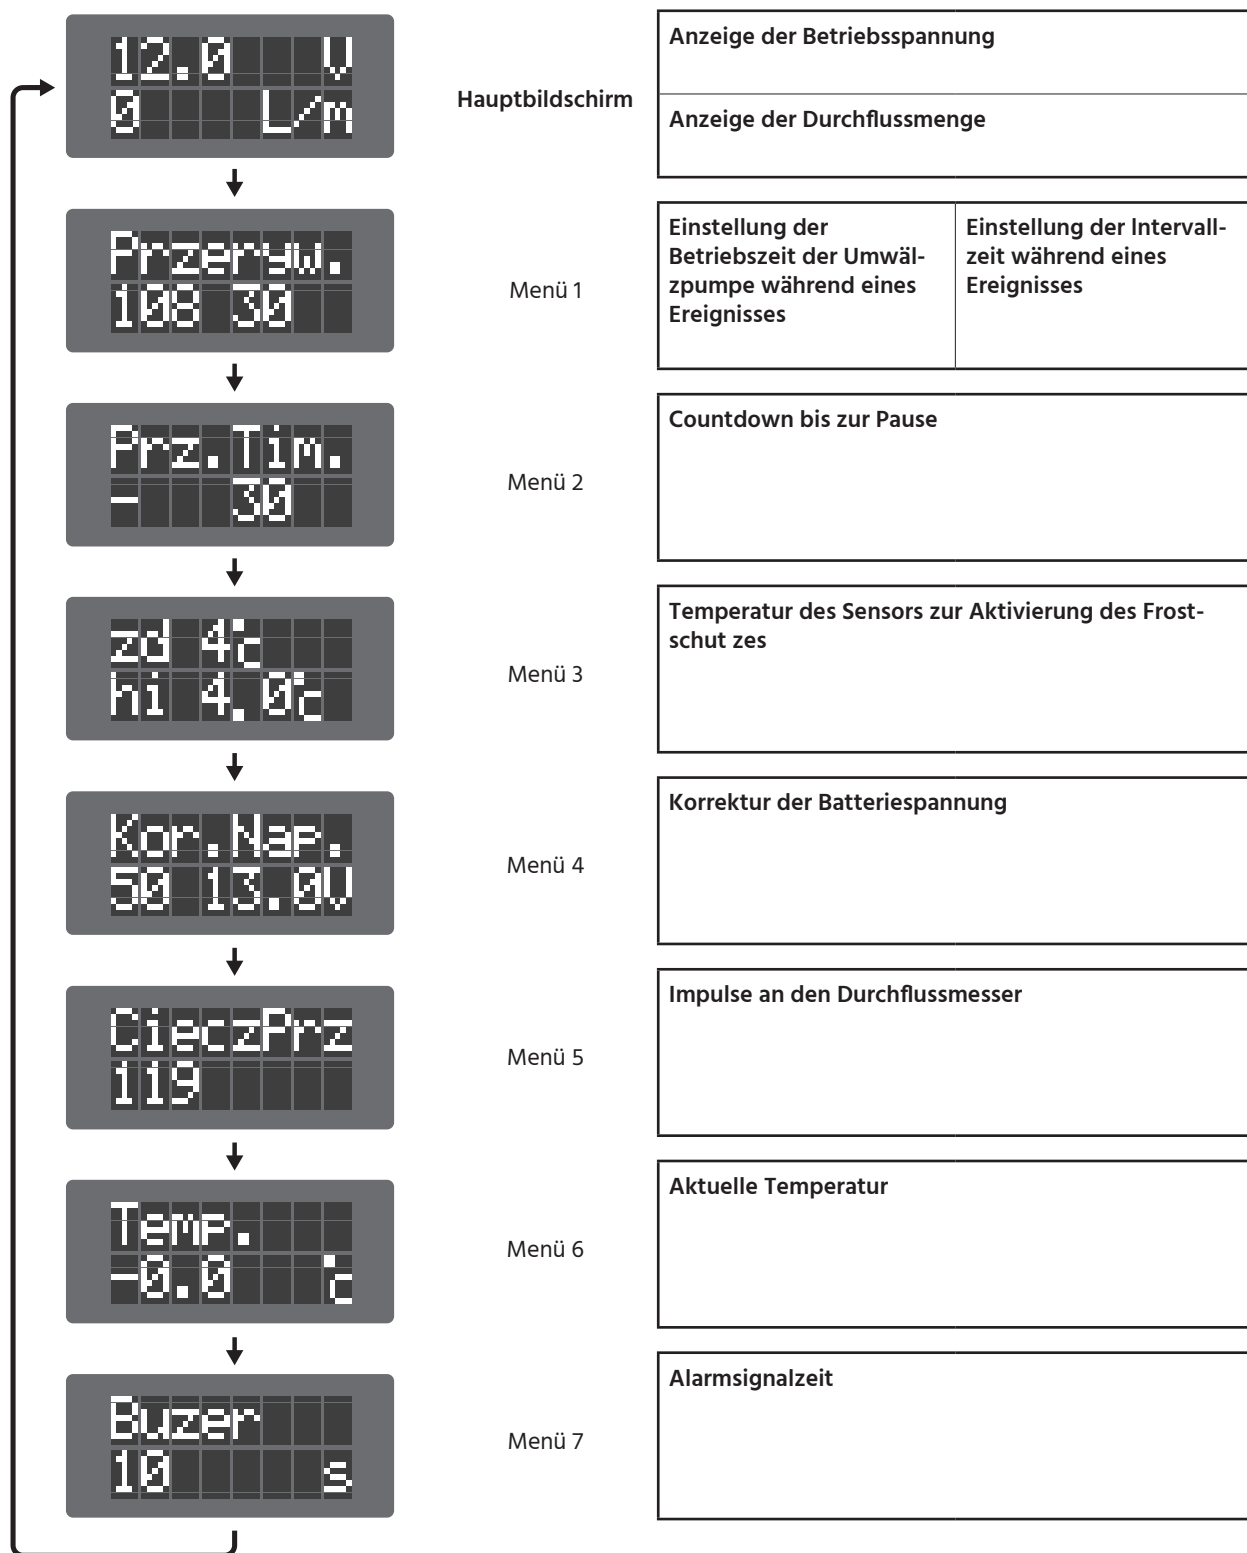 12.0 V
0 L/m
Hauptbildschirm
Anzeige der Betriebsspannung
Anzeige der Durchflussmenge
Przeryw.
108 30
Menü 1
Einstellung der
Betriebszeit der Umwäl-
zpumpe während eines
Ereignisses
Einstellung der Intervall-
zeit während eines
Ereignisses
Prz.Tim.
- 30
Menü 2
Countdown bis zur Pause
zd 4°c
hi 4.0°c
Menü 3
Temperatur des Sensors zur Aktivierung des Frost-
schut zes
Kor.Nap.
50 13.0V
Menü 4
Korrektur der Batteriespannung
CieczPrz
119
Menü 5
Impulse an den Durchflussmesser
Temp.
-0.0 °c
Menü 6
Aktuelle Temperatur
Buzer
10 s
Menü 7
Alarmsignalzeit